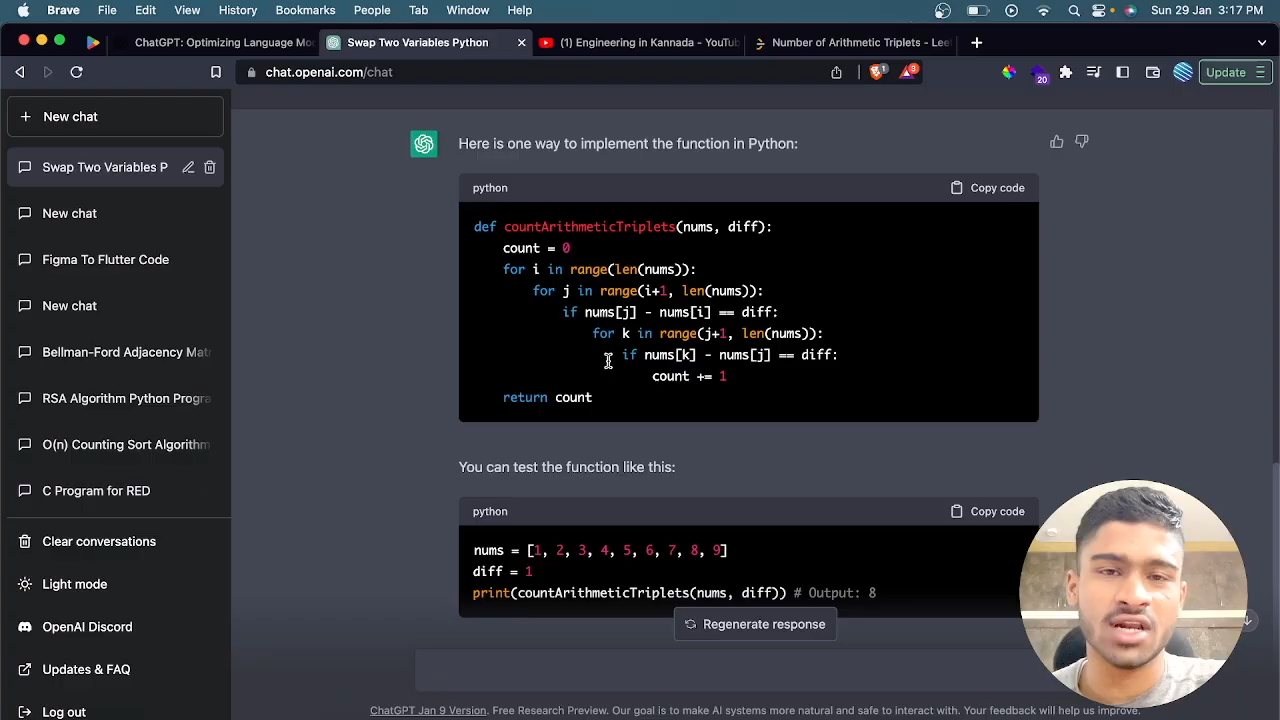 Brave File Edit View History Bookmarks People Tab Window Help Sun 29 Jan 3:17 PM
ChatGPT: Optimizing Language Mo
Swap Two Variables Python
(1) Engineering in Kannada - YouTu
Number of Arithmetic Triplets - Lee
chat.openai.com/chat
1
3
20
Update
New chat
Swap Two Variables P
New chat
Figma To Flutter Code
New chat
Bellman-Ford Adjacency Mat
RSA Algorithm Python Progra
O(n) Counting Sort Algorithm
C Program for RED
Clear conversations
Light mode
OpenAI Discord
Updates & FAQ
Log out
Here is one way to implement the function in Python:
python Copy code
def countArithmeticTriplets(nums, diff):
count = 0
for i in range(len(nums)):
for j in range(i+1, len(nums)):
if nums[j] - nums[i] == diff:
for k in range(j+1, len(nums)):
if nums[k] - nums[j] == diff:
count += 1
return count
You can test the function like this:
python Copy code
nums = [1, 2, 3, 4, 5, 6, 7, 8, 9]
diff = 1
print(countArithmeticTriplets(nums, diff)) # Output: 8
Regenerate response
ChatGPT Jan 9 Version. Free Research Preview. Our goal is to make AI systems more natural and safe to interact with. Your feedback will help us improve.